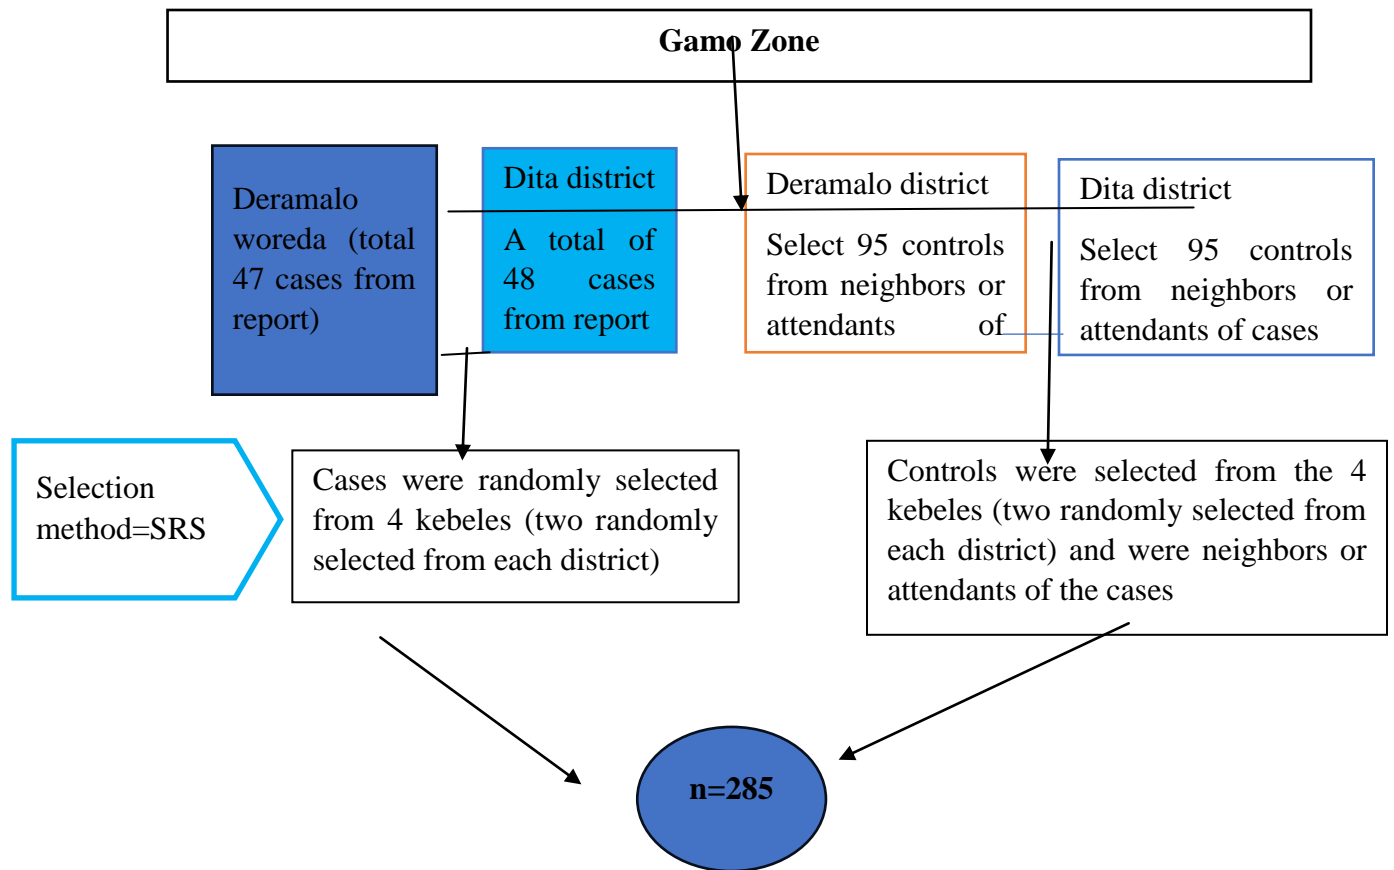 Gamo Zone
Deramalo
woreda (total
47 cases from
report)
Dita district
A total of
48 cases
from report
Deramalo district
Select 95 controls
from neighbors or
attendants of
Dita district
Select 95 controls
from neighbors or
attendants of cases
Selection
method=SRS
Cases were randomly selected
from 4 kebeles (two randomly
selected from each district)
Controls were selected from the 4
kebeles (two randomly selected from
each district) and were neighbors or
attendants of the cases
n=285